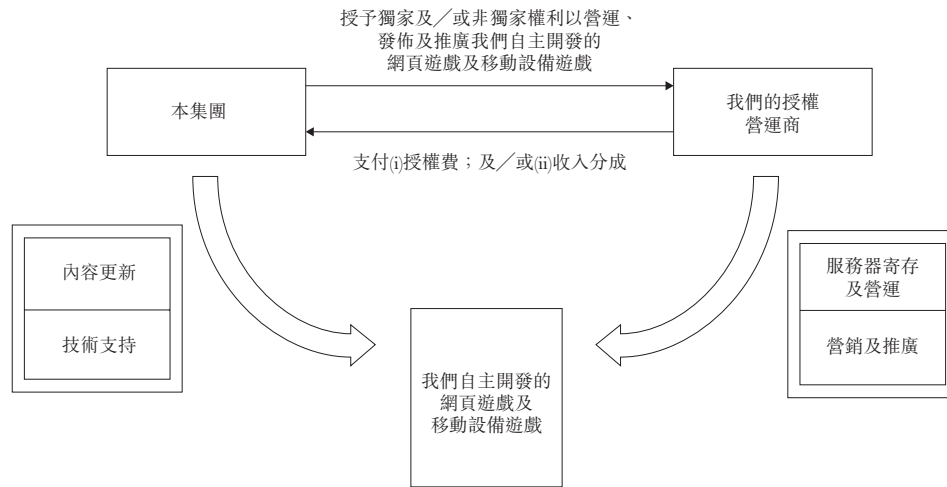 授予獨家及／或非獨家權利以營運、
發佈及推廣我們自主開發的
網頁遊戲及移動設備遊戲
本集團
我們的授權
營運商
支付(i)授權費；及／或(ii)收入分成
內容更新
技術支持
服務器寄存
及營運
營銷及推廣
我們自主開發的
網頁遊戲及
移動設備遊戲